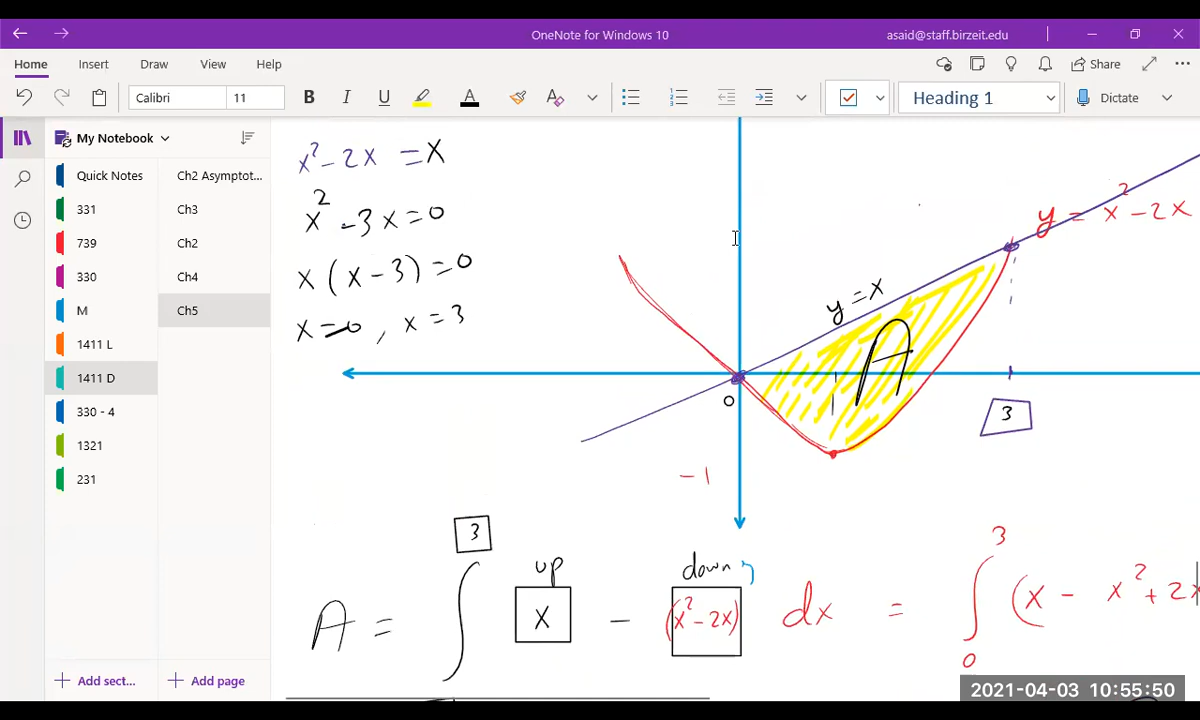 OneNote for Windows 10
asaid@staff.birzeit.edu
Home Insert Draw View Help
Share
Calibri 11 B I U A Heading 1 Dictate
My Notebook
Quick Notes
331
739
330
M
1411 L
1411 D
330 - 4
1321
231
Add sect...
Ch2 Asymptot...
Ch3
Ch2
Ch4
Ch5
Add page
x² - 2x = x
x² - 3x = 0
x (x - 3) = 0
x = 0 , x = 3
y = x² - 2x
y = x
A
0
3
-1
3
up
down
3
A = ∫ x - (x² - 2x) dx = ∫ (x - x² + 2x
0
2021-04-03 10:55:50